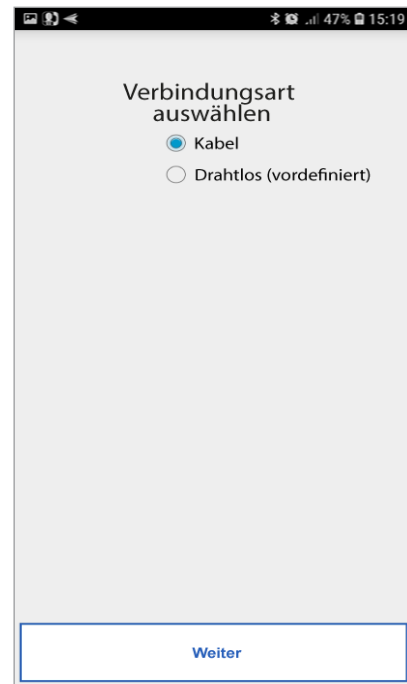 47% 15:19
Verbindungsart
auswählen
Kabel
Drahtlos (vordefiniert)
Weiter